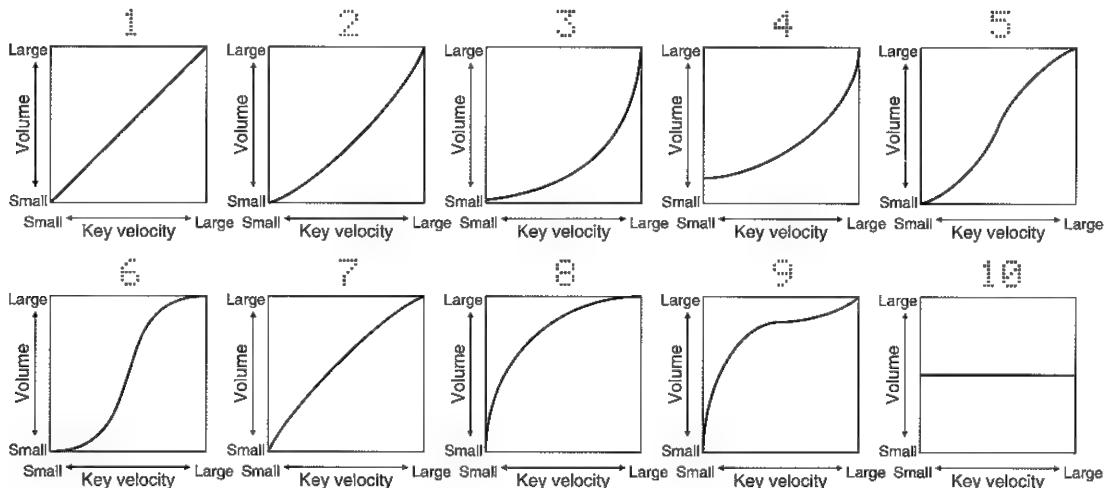 1 2 3 4 5
Large Large Large Large Large
Volume Volume Volume Volume Volume
Small Small Small Small Small
Small Large Small Large Small Large Small Large Small Large
Key velocity Key velocity Key velocity Key velocity Key velocity
6 7 8 9 10
Large Large Large Large Large
Volume Volume Volume Volume Volume
Small Small Small Small Small
Small Large Small Large Small Large Small Large Small Large
Key velocity Key velocity Key velocity Key velocity Key velocity